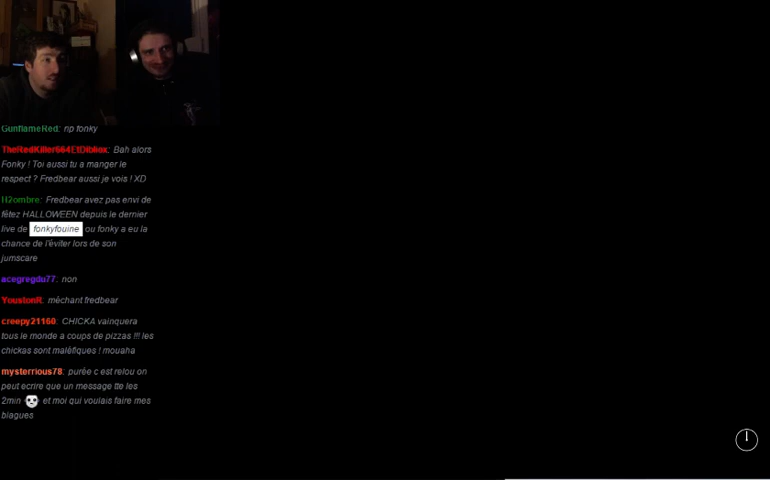 GunflameRed: rip fonky
TheRedKiller654EtDibliox: Bah alors
Fonky ! Toi aussi tu a manger le
respect ? Fredbear aussi je vois ! XD
H2ombre: Fredbear avez pas envi de
fêtez HALLOWEEN depuis le dernier
live de fonkyfouine ou fonky a eu la
chance de l'éviter lors de son
jumscare
acegregdu77: non
YoustonR: méchant fredbear
creepy21160: CHICKA vainquera
tous le monde a coups de pizzas !!! les
chickas sont maléfiques ! mouaha
mysterrious78: purée c est relou on
peut ecrire que un message tte les
2min et moi qui voulais faire mes
blagues